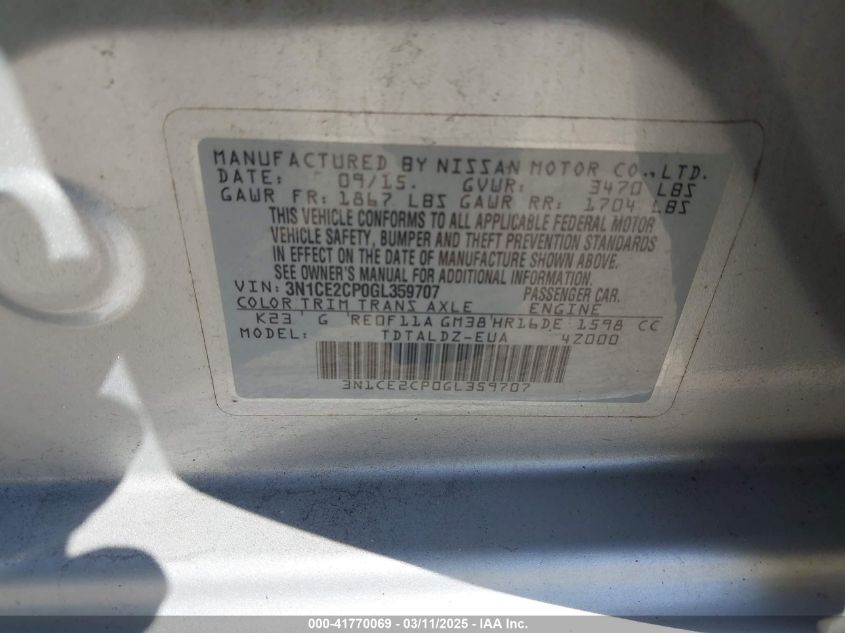 MANUFACTURED BY NISSAN MOTOR CO.,LTD.
DATE: 09/15. GVWR: 3470 LBS
GAWR FR: 1867 LBS GAWR RR: 1704 LBS
THIS VEHICLE CONFORMS TO ALL APPLICABLE FEDERAL MOTOR
VEHICLE SAFETY, BUMPER AND THEFT PREVENTION STANDARDS
IN EFFECT ON THE DATE OF MANUFACTURE SHOWN ABOVE.
SEE OWNER'S MANUAL FOR ADDITIONAL INFORMATION.
VIN: 3N1CE2CP0GL359707 PASSENGER CAR.
COLOR TRIM TRANS AXLE ENGINE
K23 G RE0F11A GM38 HR16DE 1598 CC
MODEL: TDTALDZ-EUA 4Z000
3N1CE2CP0GL359707
000-41770069 - 03/11/2025 - IAA Inc.